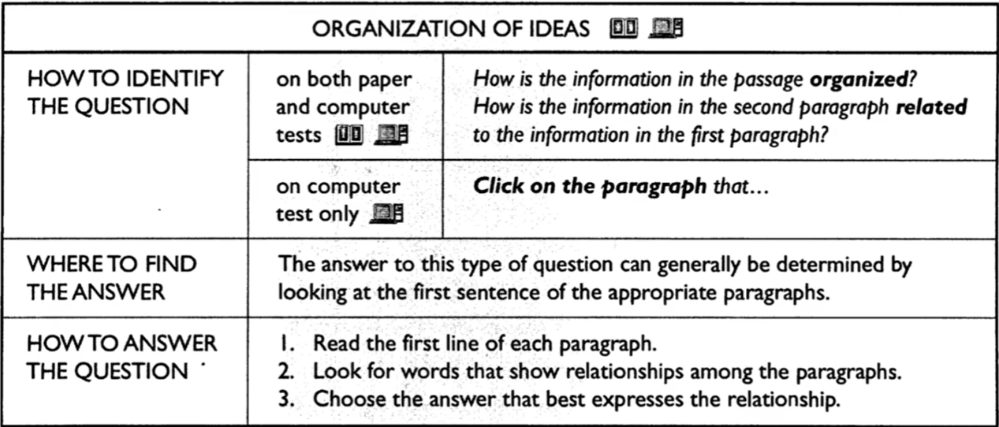 ORGANIZATION OF IDEAS
HOW TO IDENTIFY
THE QUESTION
on both paper
and computer
tests
How is the information in the passage organized?
How is the information in the second paragraph related
to the information in the first paragraph?
on computer
test only
Click on the paragraph that...
WHERE TO FIND
THE ANSWER
The answer to this type of question can generally be determined by
looking at the first sentence of the appropriate paragraphs.
HOW TO ANSWER
THE QUESTION
1. Read the first line of each paragraph.
2. Look for words that show relationships among the paragraphs.
3. Choose the answer that best expresses the relationship.